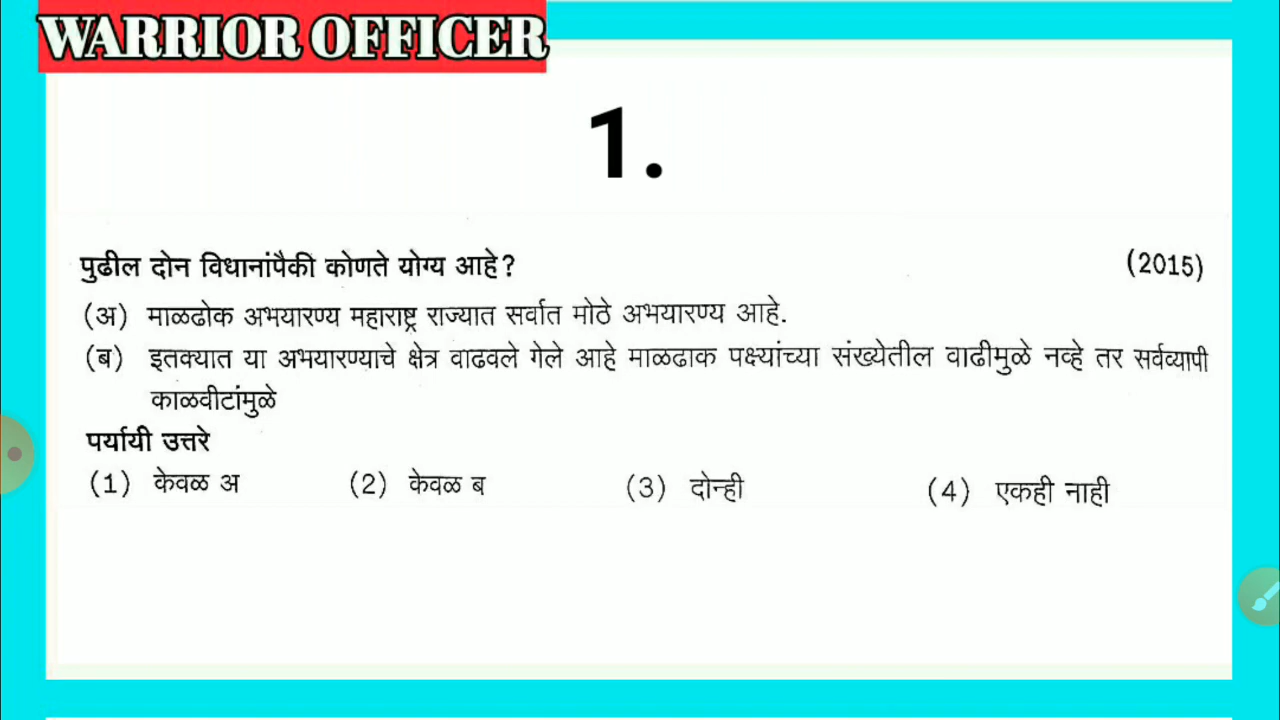 WARRIOR OFFICER
1.
पुढील दोन विधानांपैकी कोणते योग्य आहे? (2015)
(अ) माळढोक अभयारण्य महाराष्ट्र राज्यात सर्वात मोठे अभयारण्य आहे.
(ब) इतक्यात या अभयारण्याचे क्षेत्र वाढवले गेले आहे माळढाक पक्ष्यांच्या संख्येतील वाढीमुळे नव्हे तर सर्वव्यापी
काळवीटांमुळे
पर्यायी उत्तरे
(1) केवळ अ (2) केवळ ब (3) दोन्ही (4) एकही नाही